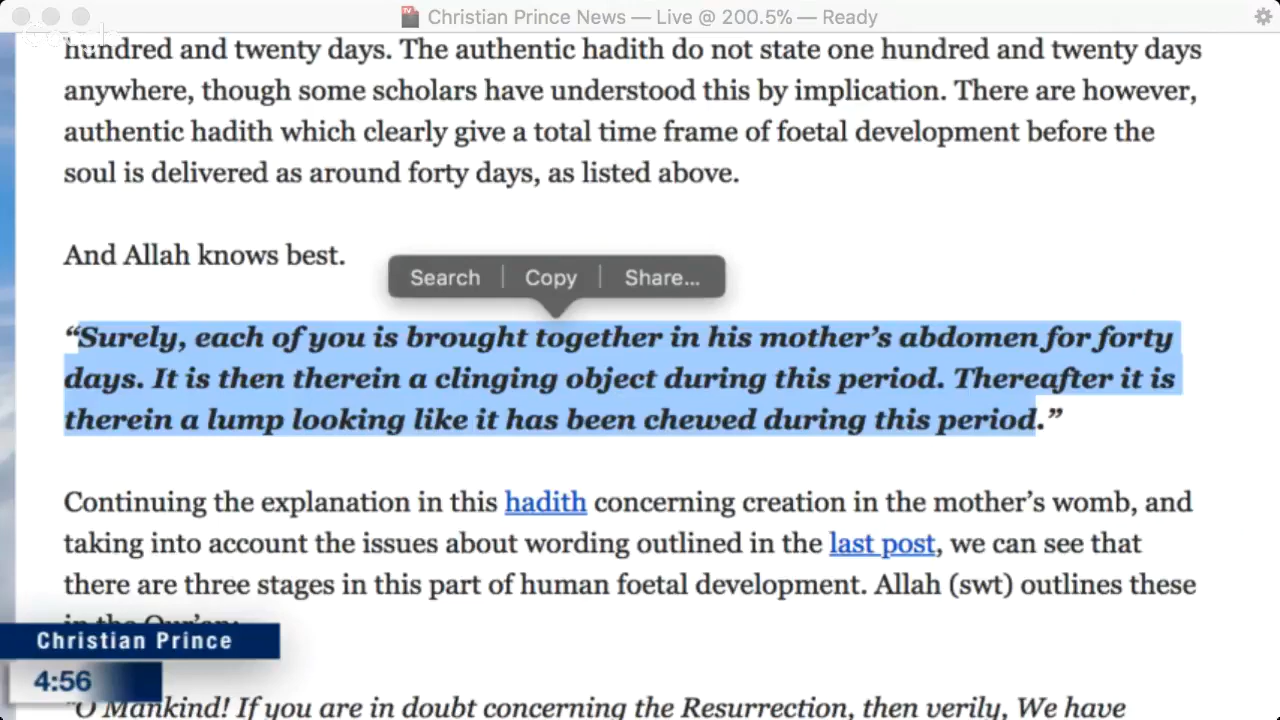 Christian Prince News — Live @ 200.5% — Ready
Google
hundred and twenty days. The authentic hadith do not state one hundred and twenty days
anywhere, though some scholars have understood this by implication. There are however,
authentic hadith which clearly give a total time frame of foetal development before the
soul is delivered as around forty days, as listed above.
And Allah knows best.
Search Copy Share...
“Surely, each of you is brought together in his mother’s abdomen for forty
days. It is then therein a clinging object during this period. Thereafter it is
therein a lump looking like it has been chewed during this period.”
Continuing the explanation in this hadith concerning creation in the mother’s womb, and
taking into account the issues about wording outlined in the last post, we can see that
there are three stages in this part of human foetal development. Allah (swt) outlines these
in the Qur’an:
Christian Prince
4:56
“O Mankind! If you are in doubt concerning the Resurrection, then verily, We have